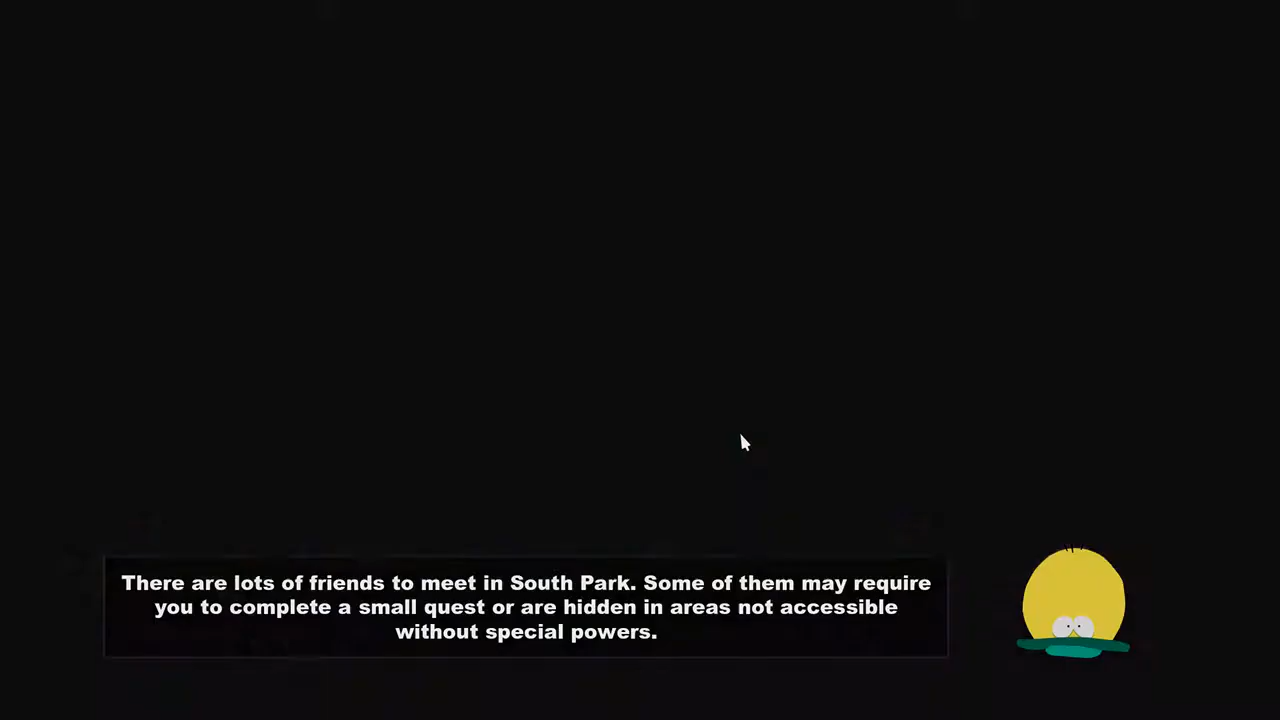 There are lots of friends to meet in South Park. Some of them may require
you to complete a small quest or are hidden in areas not accessible
without special powers.